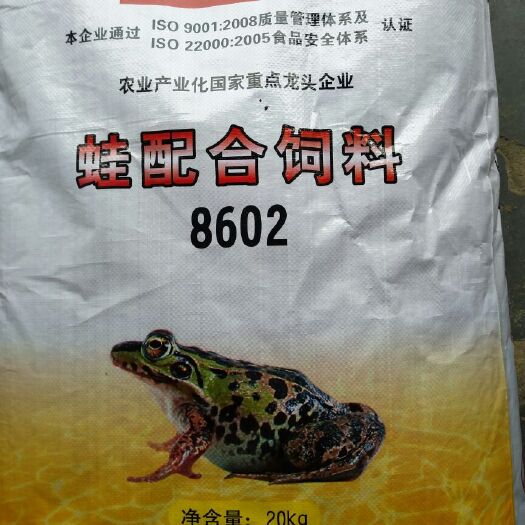 本企业通过 ISO 9001:2008质量管理体系及 认证
ISO 22000:2005食品安全体系
农业产业化国家重点龙头企业
蛙配合饲料
8602
净含量：20kg